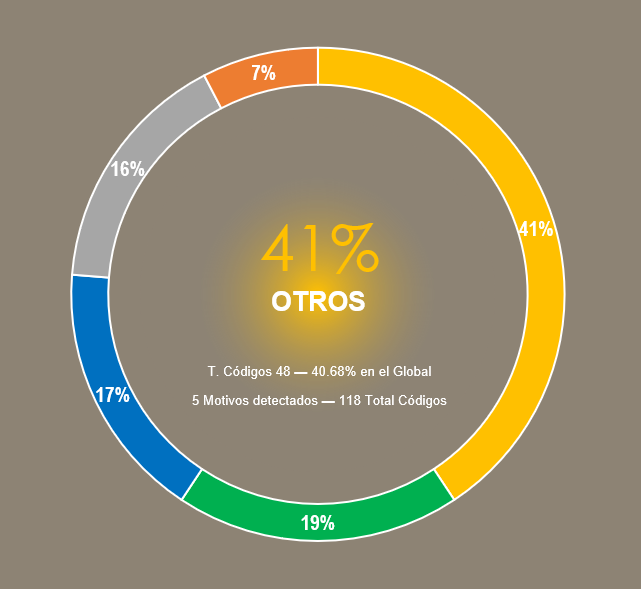 7%
16%
41%
41%
OTROS
T. Códigos 48 — 40.68% en el Global
17%
5 Motivos detectados — 118 Total Códigos
19%